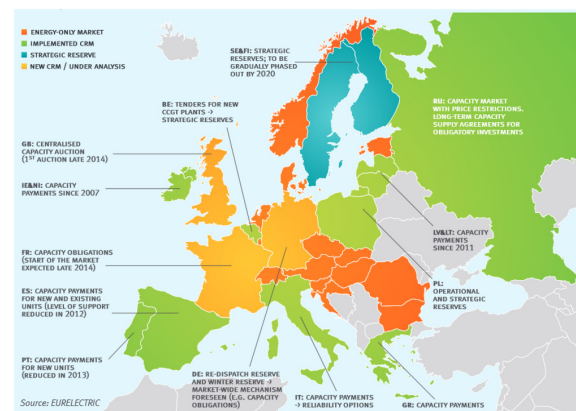 ENERGY-ONLY MARKET
IMPLEMENTED CRM
STRATEGIC RESERVE
NEW CRM / UNDER ANALYSIS
SE&FI: STRATEGIC
RESERVES; TO BE
GRADUALLY PHASED
OUT BY 2020
BE: TENDERS FOR NEW
CCGT PLANTS →
STRATEGIC RESERVES
RU: CAPACITY MARKET
WITH PRICE RESTRICTIONS,
LONG-TERM CAPACITY
SUPPLY AGREEMENTS FOR
OBLIGATORY INVESTMENTS
GB: CENTRALISED
CAPACITY AUCTION
(1ST AUCTION LATE 2014)
IE&NI: CAPACITY
PAYMENTS SINCE 2007
LV&LT: CAPACITY
PAYMENTS
SINCE 2011
FR: CAPACITY OBLIGATIONS
(START OF THE MARKET
EXPECTED LATE 2014)
PL:
OPERATIONAL
AND STRATEGIC
RESERVES
ES: CAPACITY PAYMENTS
FOR NEW AND EXISTING
UNITS (LEVEL OF SUPPORT
REDUCED IN 2012)
PT: CAPACITY PAYMENTS
FOR NEW UNITS
(REDUCED IN 2013)
DE: RE-DISPATCH RESERVE
AND WINTER RESERVE →
MARKET-WIDE MECHANISM
FORESEEN (E.G. CAPACITY
OBLIGATIONS)
IT: CAPACITY PAYMENTS
→ RELIABILITY OPTIONS
GR: CAPACITY PAYMENTS
Source: EURELECTRIC